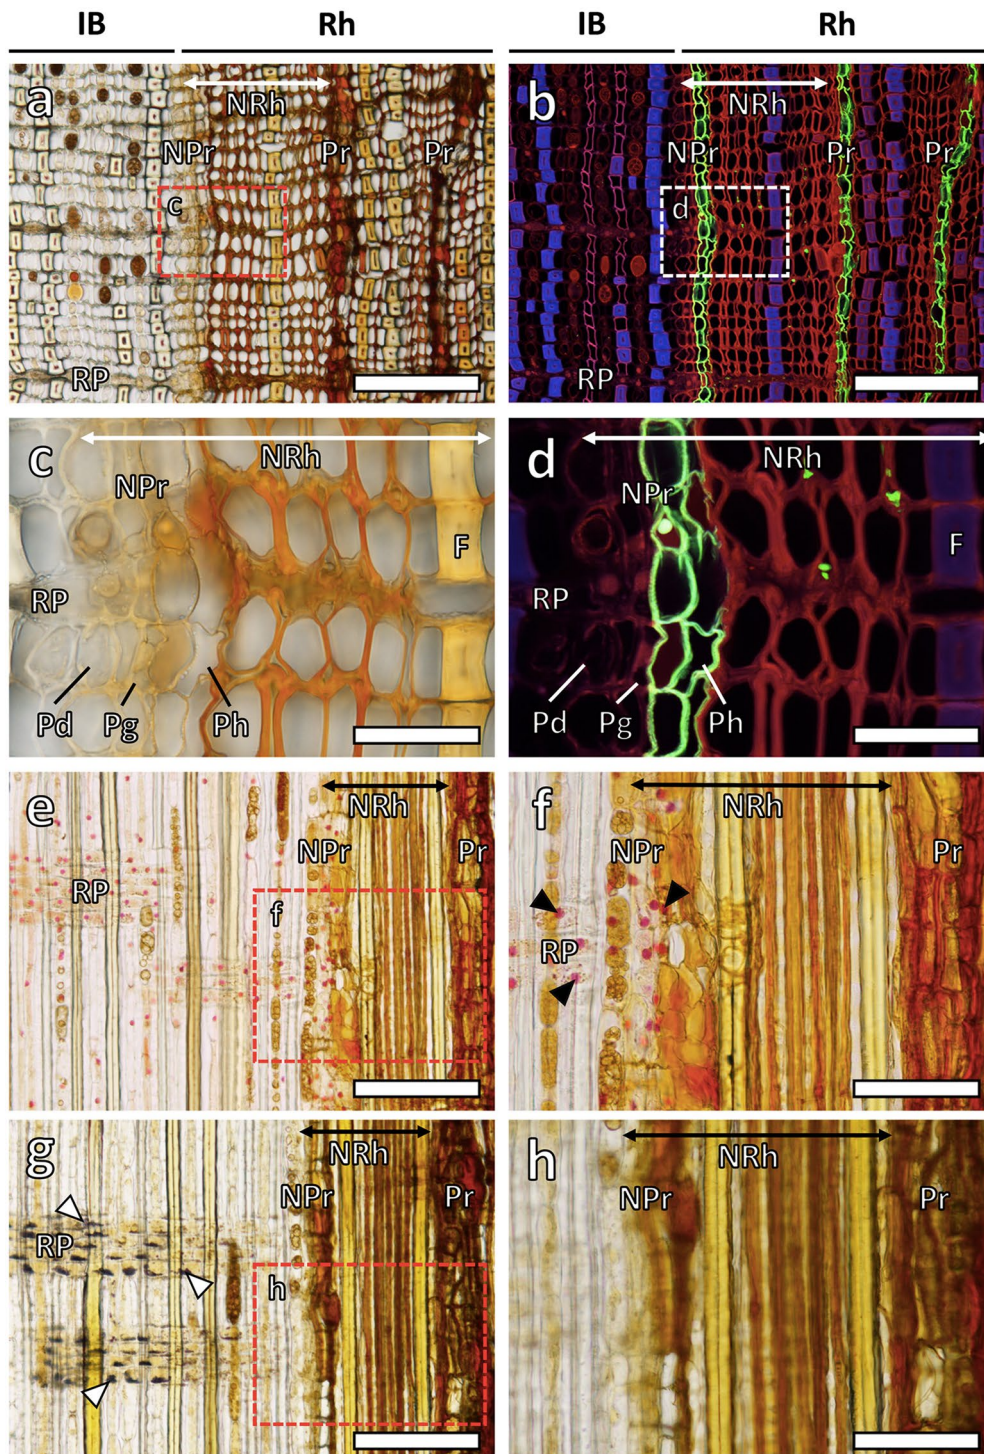 IB Rh IB Rh
a NRh b NRh
NPr Pr Pr NPr Pr Pr
c d
RP RP
c NRh d NRh
NPr NPr
F F
RP RP
Pd Pg Ph Pd Pg Ph
e NRh f NRh
NPr Pr NPr Pr
RP
f RP
g NRh h NRh
NPr Pr NPr Pr
RP
h